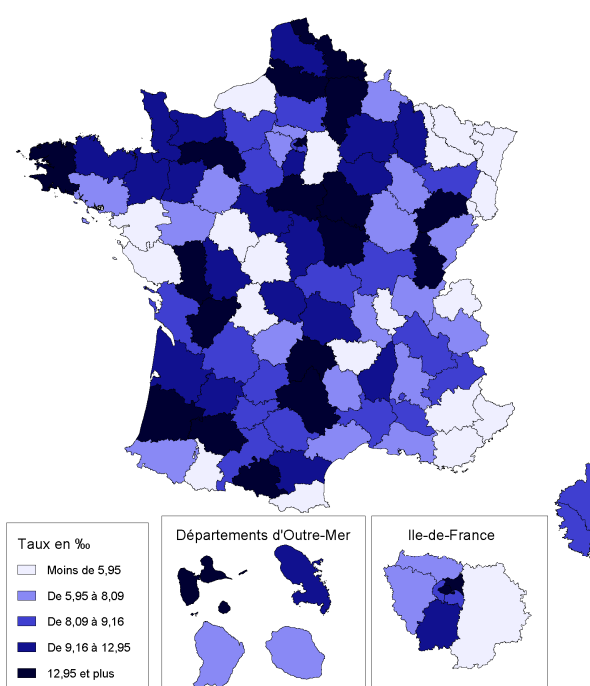 Départements d'Outre-Mer
Ile-de-France
Taux en ‰
Moins de 5,95
De 5,95 à 8,09
De 8,09 à 9,16
De 9,16 à 12,95
12,95 et plus